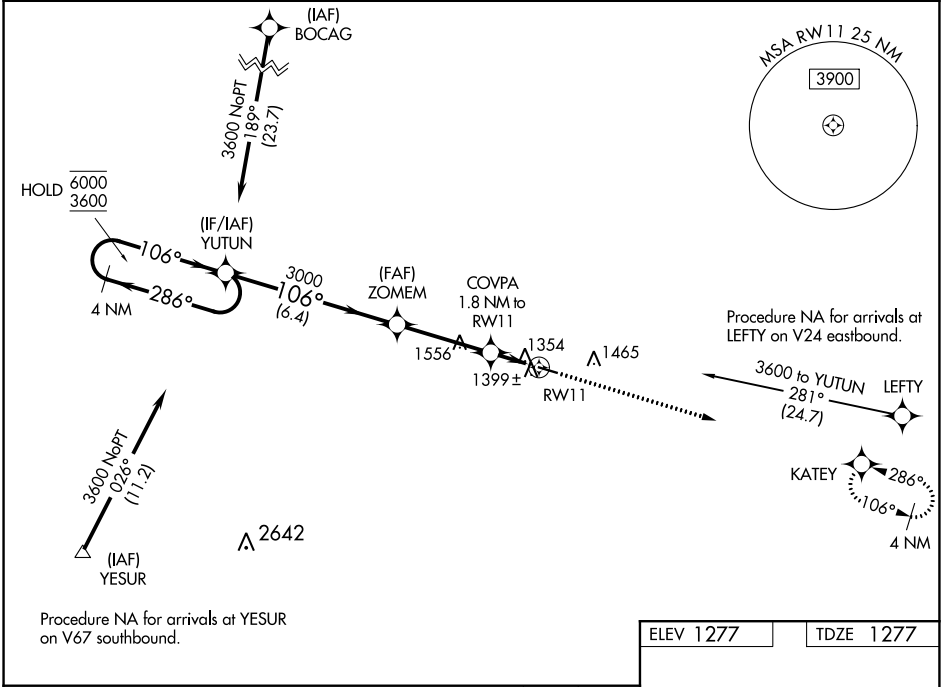 (IAF)
BOCAG
MSA RW11 25 NM
3900
3600 NoPT
189°
(23.7)
HOLD 6000
3600
(IF/IAF)
YUTUN
106°
286°
4 NM
3000
106°
(6.4)
(FAF)
ZOMEM
COVPA
1.8 NM to
RW11
1556
1354
1399±
1465
RW11
Procedure NA for arrivals at
LEFTY on V24 eastbound.
3600 to YUTUN
281°
(24.7)
LEFTY
KATEY
286°
106°
4 NM
3600 NoPT
026°
(11.2)
(IAF)
YESUR
2642
Procedure NA for arrivals at YESUR
on V67 southbound.
ELEV 1277
TDZE 1277